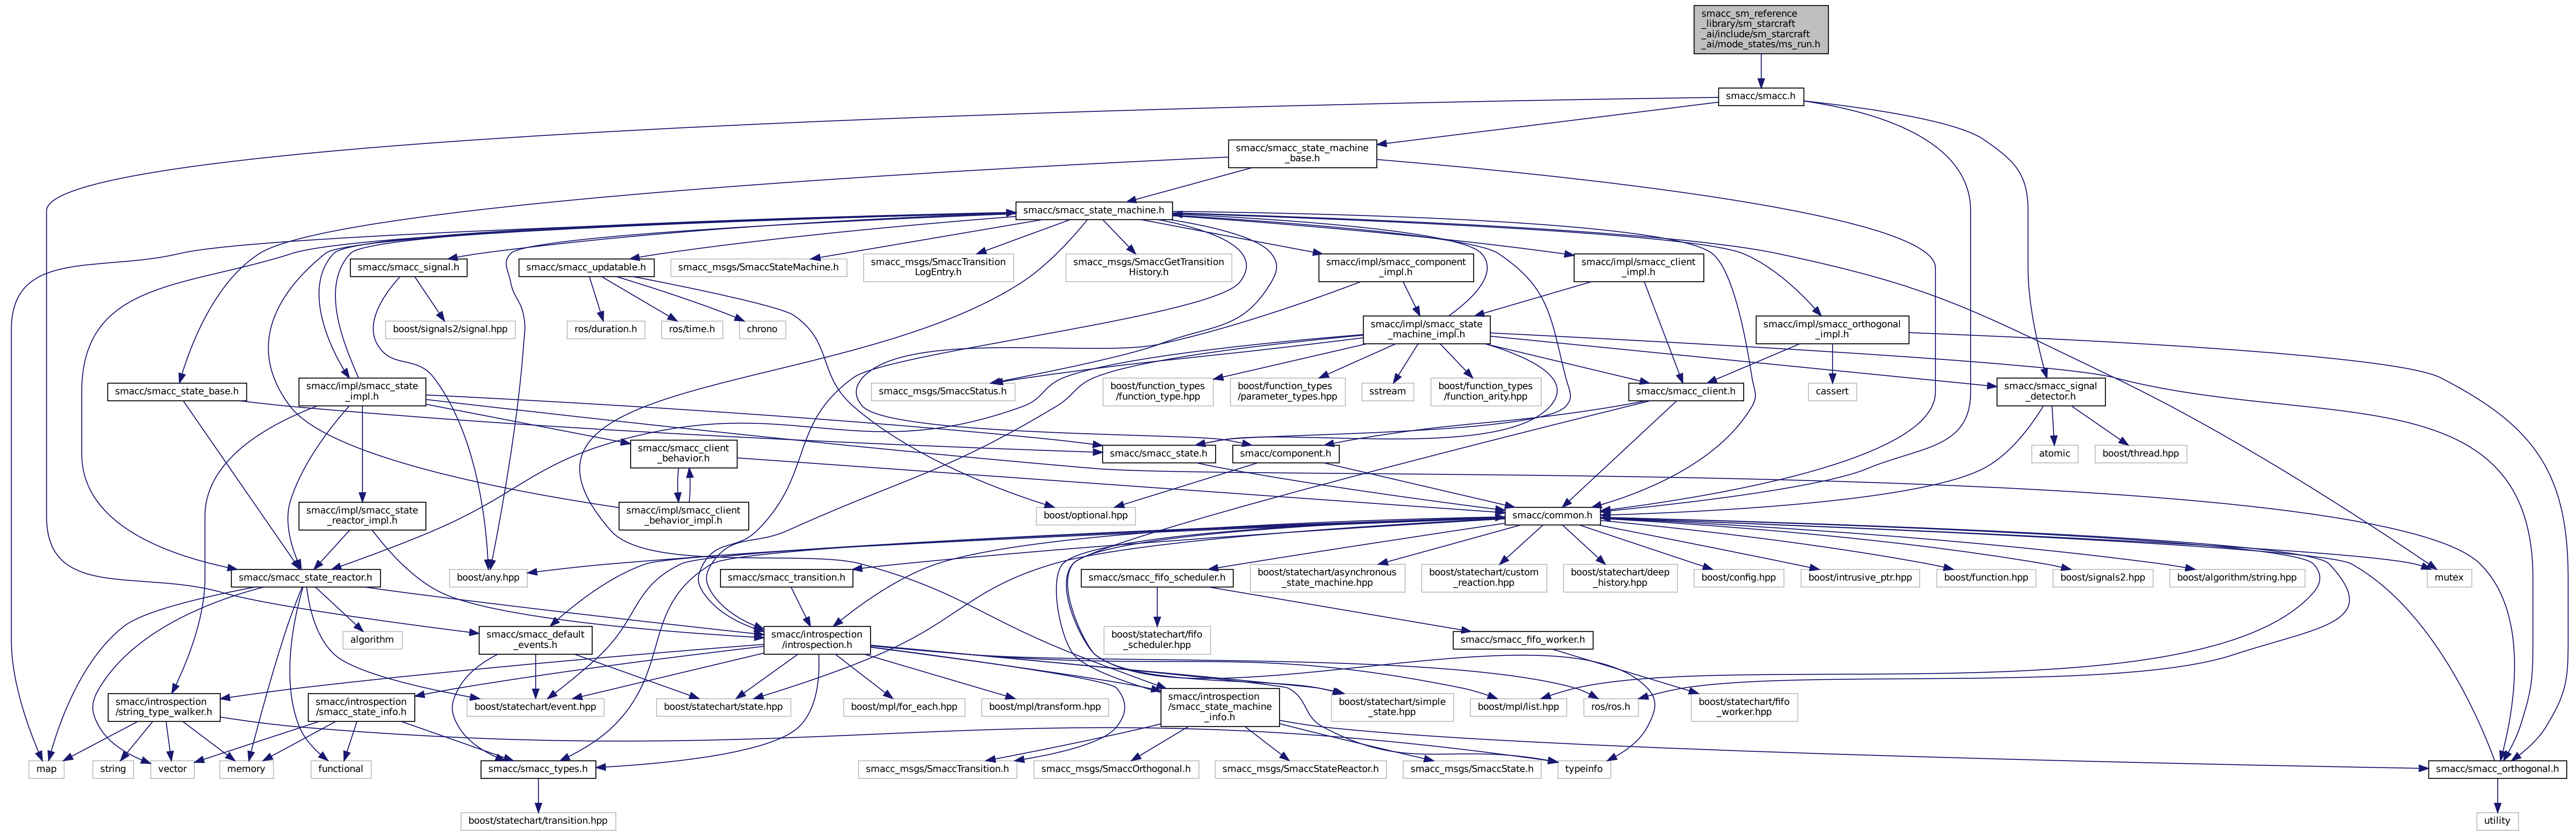 smacc_sm_reference
_library/sm_starcraft
_ai/include/sm_starcraft
_ai/mode_states/ms_run.h
smacc/smacc.h
smacc/smacc_state_machine
_base.h
smacc/smacc_state_machine.h
smacc/smacc_signal.h
smacc/smacc_updatable.h
smacc_msgs/SmaccStateMachine.h
smacc_msgs/SmaccTransition
LogEntry.h
smacc_msgs/SmaccGetTransition
History.h
smacc/impl/smacc_component
_impl.h
smacc/impl/smacc_client
_impl.h
boost/signals2/signal.hpp
ros/duration.h
ros/time.h
chrono
smacc/impl/smacc_state
_machine_impl.h
smacc/impl/smacc_orthogonal
_impl.h
smacc/smacc_state_base.h
smacc/impl/smacc_state
_impl.h
smacc_msgs/SmaccStatus.h
boost/function_types
/function_type.hpp
boost/function_types
/parameter_types.hpp
sstream
boost/function_types
/function_arity.hpp
smacc/smacc_client.h
cassert
smacc/smacc_signal
_detector.h
smacc/smacc_client
_behavior.h
smacc/smacc_state.h
smacc/component.h
atomic
boost/thread.hpp
smacc/impl/smacc_state
_reactor_impl.h
smacc/impl/smacc_client
_behavior_impl.h
boost/optional.hpp
smacc/common.h
smacc/smacc_state_reactor.h
boost/any.hpp
smacc/smacc_transition.h
smacc/smacc_fifo_scheduler.h
boost/statechart/asynchronous
_state_machine.hpp
boost/statechart/custom
_reaction.hpp
boost/statechart/deep
_history.hpp
boost/config.hpp
boost/intrusive_ptr.hpp
boost/function.hpp
boost/signals2.hpp
boost/algorithm/string.hpp
mutex
algorithm
smacc/smacc_default
_events.h
smacc/introspection
/introspection.h
boost/statechart/fifo
_scheduler.hpp
smacc/smacc_fifo_worker.h
smacc/introspection
/string_type_walker.h
smacc/introspection
/smacc_state_info.h
boost/statechart/event.hpp
boost/statechart/state.hpp
boost/mpl/for_each.hpp
boost/mpl/transform.hpp
smacc/introspection
/smacc_state_machine
_info.h
boost/statechart/simple
_state.hpp
boost/mpl/list.hpp
ros/ros.h
boost/statechart/fifo
_worker.hpp
map
string
vector
memory
functional
smacc/smacc_types.h
smacc_msgs/SmaccTransition.h
smacc_msgs/SmaccOrthogonal.h
smacc_msgs/SmaccStateReactor.h
smacc_msgs/SmaccState.h
typeinfo
smacc/smacc_orthogonal.h
boost/statechart/transition.hpp
utility